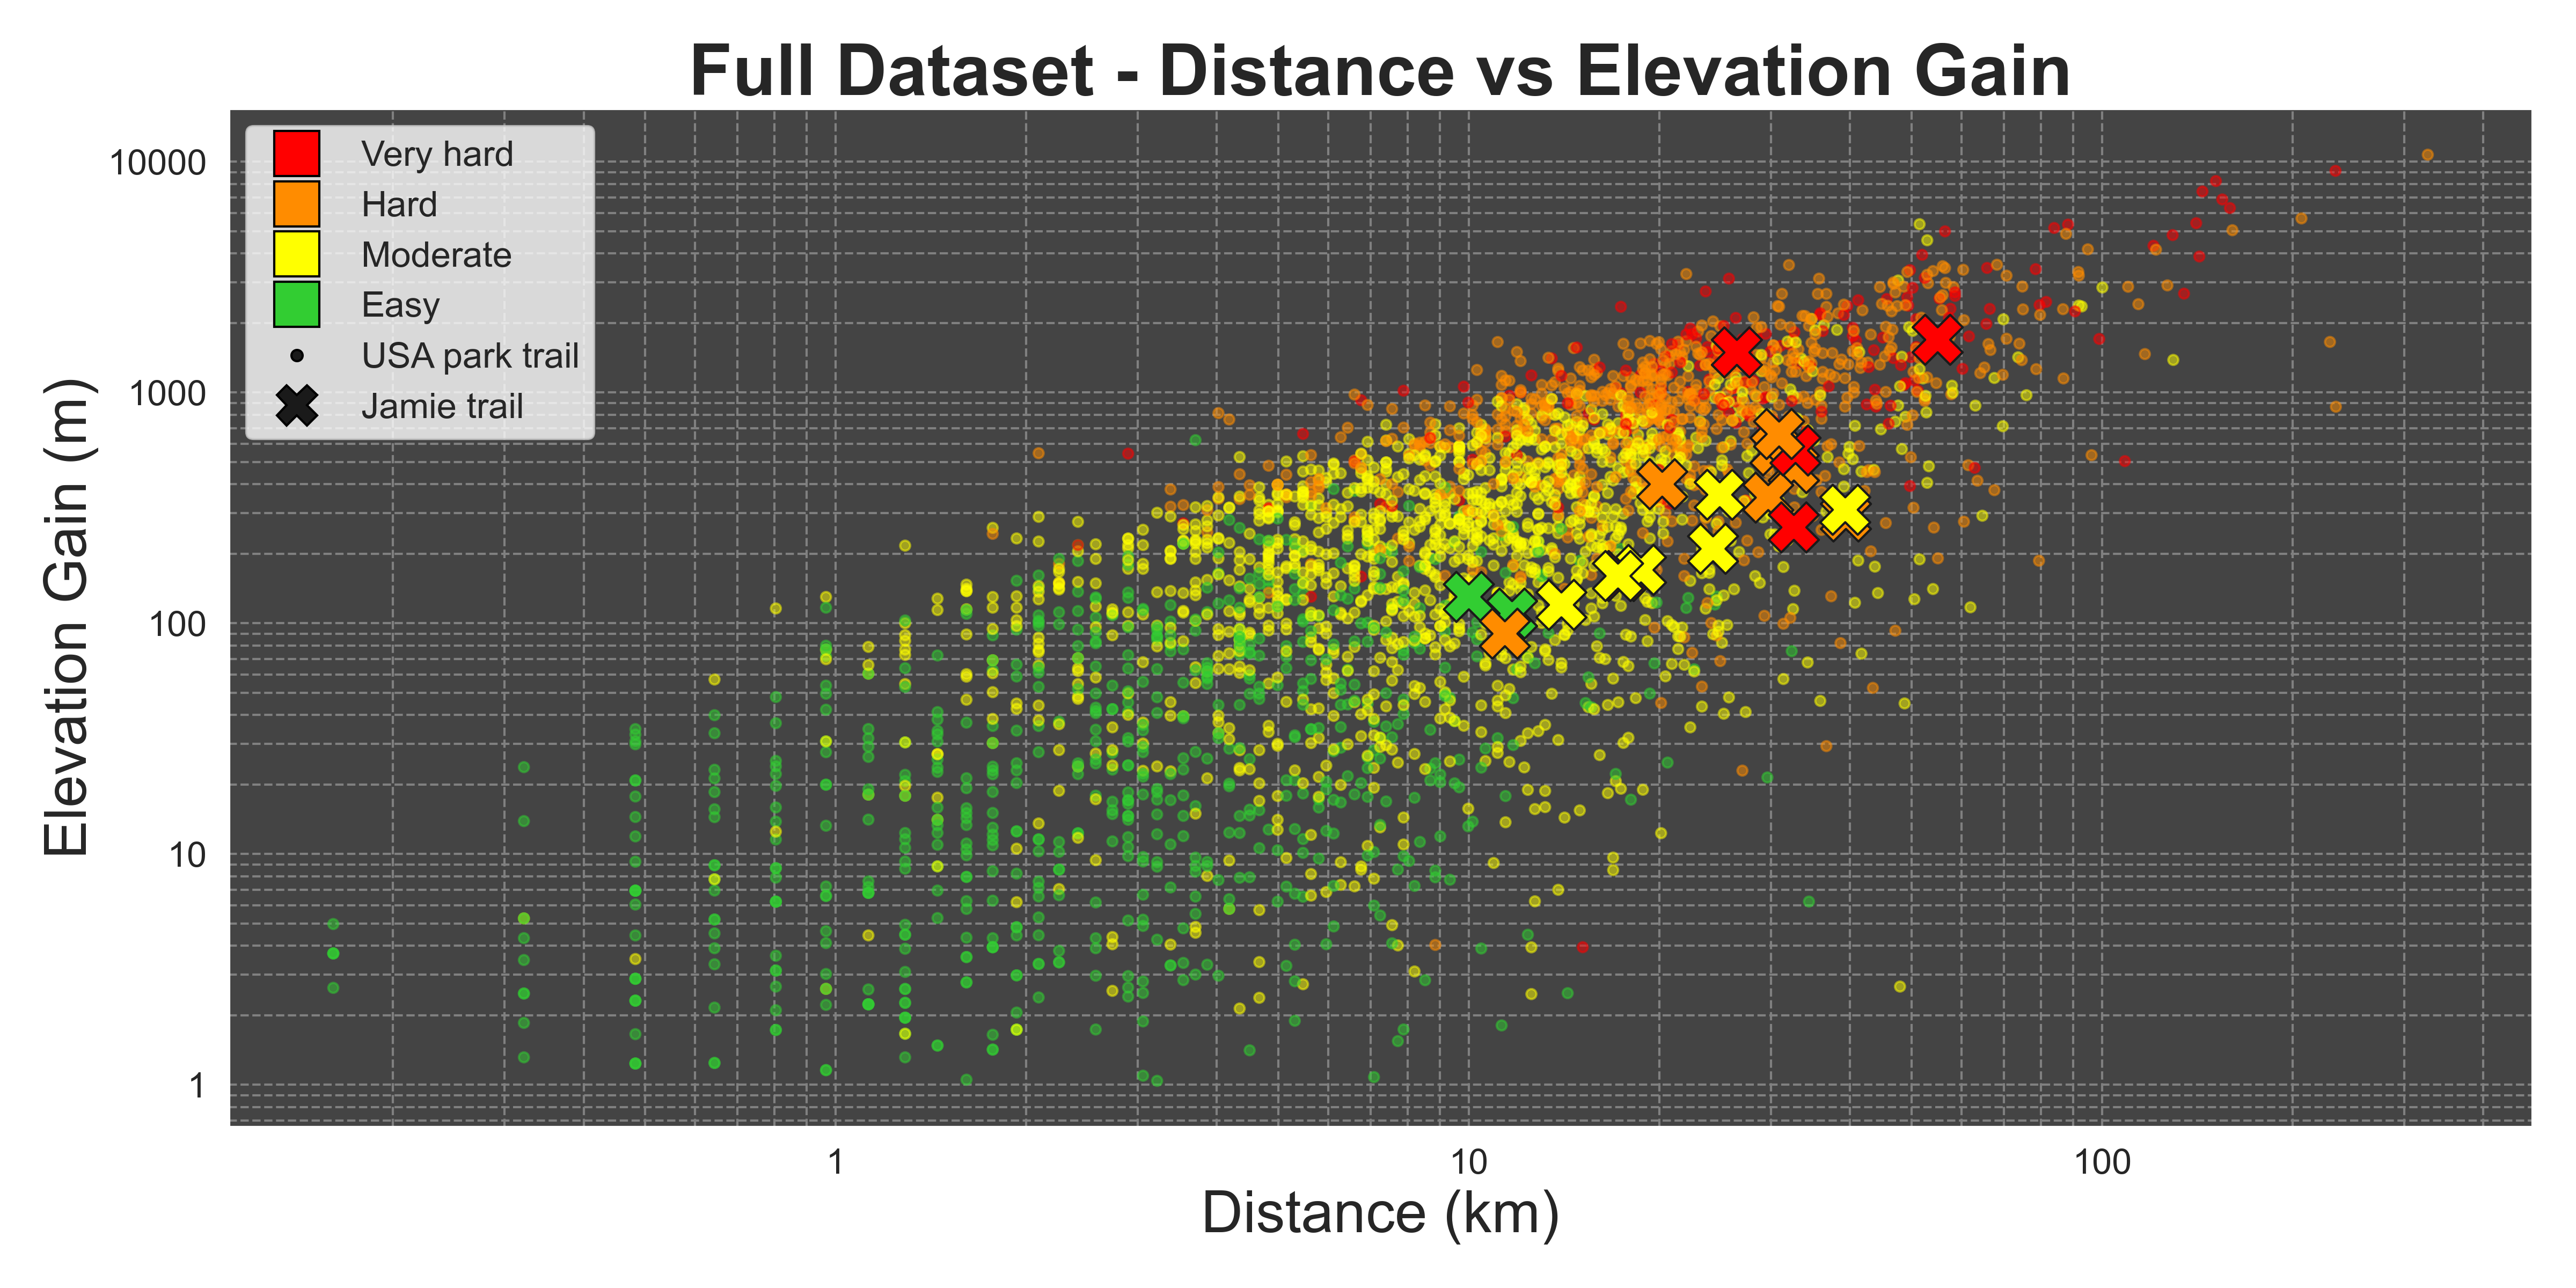 Full Dataset - Distance vs Elevation Gain
Very hard
Hard
Moderate
Easy
USA park trail
Jamie trail
Elevation Gain (m)
10000
1000
100
10
1
1
10
100
Distance (km)